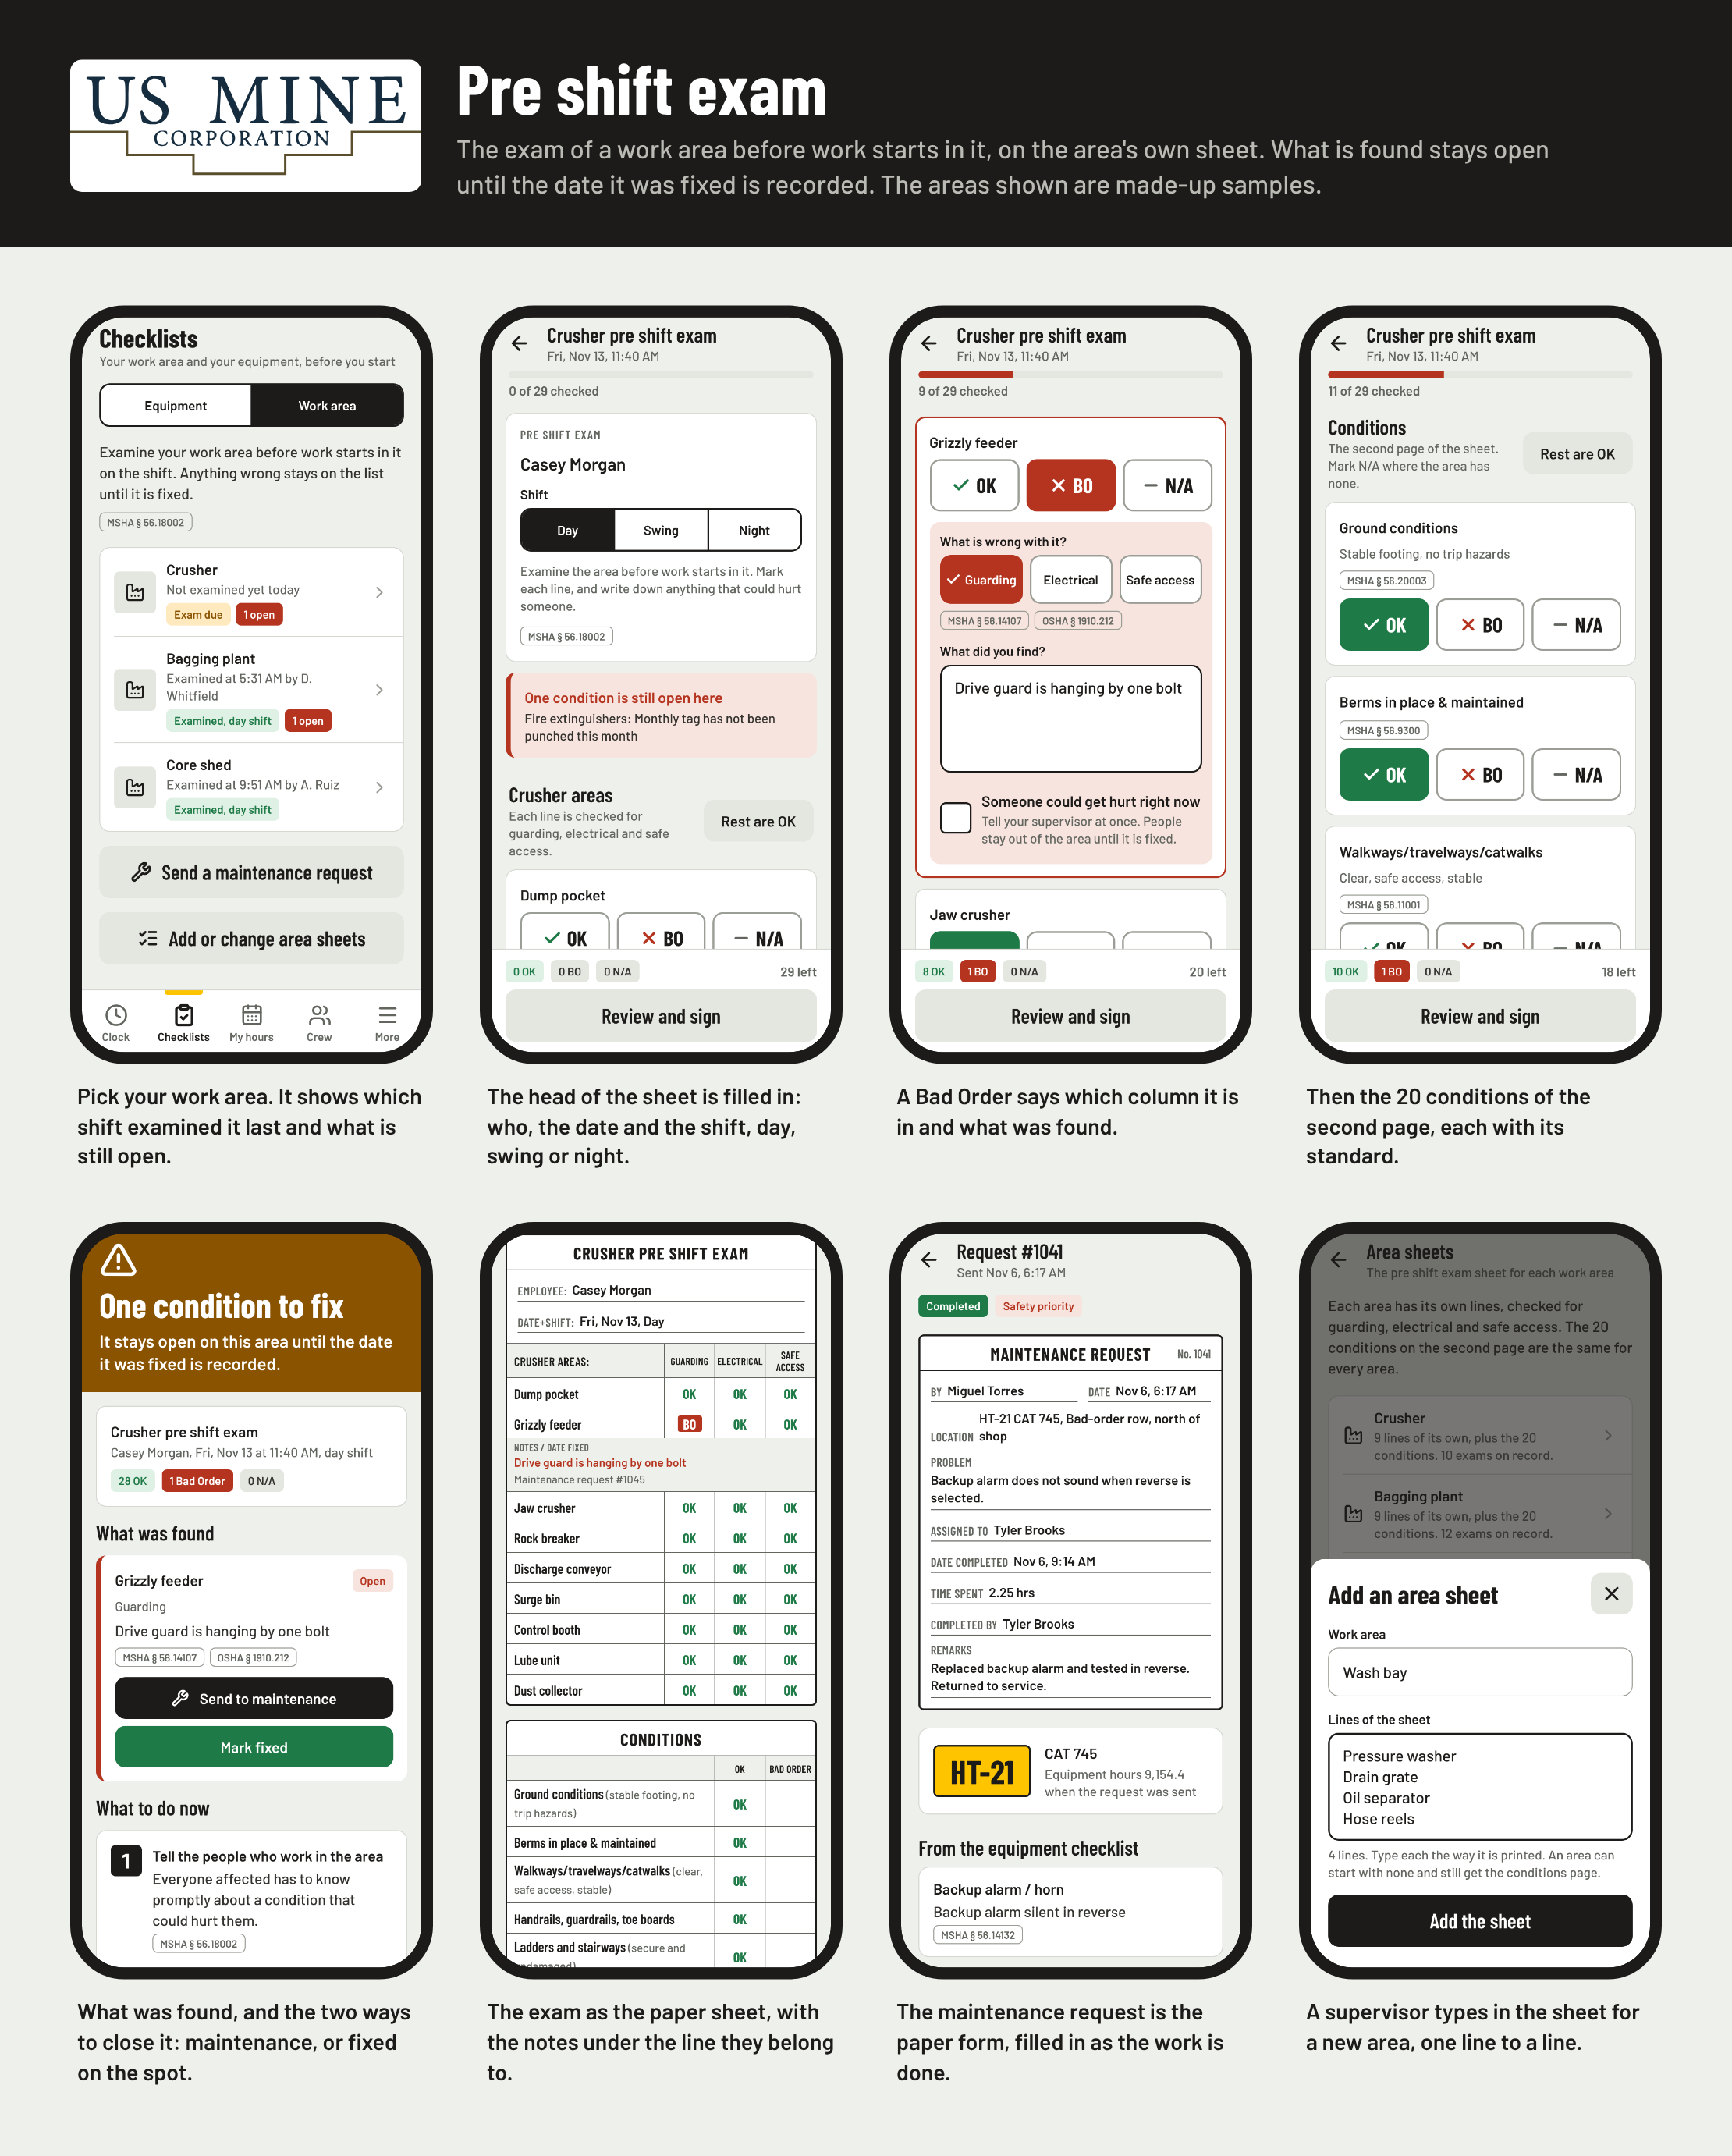 US MINE
CORPORATION
Pre shift exam
The exam of a work area before work starts in it, on the area's own sheet. What is found stays open
until the date it was fixed is recorded. The areas shown are made-up samples.
Checklists
Your work area and your equipment, before you start
Equipment
Work area
Examine your work area before work starts in it
on the shift. Anything wrong stays on the list
until it is fixed.
MSHA § 56.18002
Crusher
Not examined yet today
Exam due
1 open
Bagging plant
Examined at 5:31 AM by D.
Whitfield
Examined, day shift
1 open
Core shed
Examined at 9:51 AM by A. Ruiz
Examined, day shift
Send a maintenance request
Add or change area sheets
Clock
Checklists
My hours
Crew
More
Pick your work area. It shows which
shift examined it last and what is
still open.
Crusher pre shift exam
Fri, Nov 13, 11:40 AM
0 of 29 checked
PRE SHIFT EXAM
Casey Morgan
Shift
Day
Swing
Night
Examine the area before work starts in it. Mark
each line, and write down anything that could hurt
someone.
MSHA § 56.18002
One condition is still open here
Fire extinguishers: Monthly tag has not been
punched this month
Crusher areas
Each line is checked for
guarding, electrical and safe
access.
Rest are OK
Dump pocket
OK
BO
N/A
0 OK
0 BO
0 N/A
29 left
Review and sign
The head of the sheet is filled in:
who, the date and the shift, day,
swing or night.
Crusher pre shift exam
Fri, Nov 13, 11:40 AM
9 of 29 checked
Grizzly feeder
OK
BO
N/A
What is wrong with it?
Guarding
Electrical
Safe access
MSHA § 56.14107
OSHA § 1910.212
What did you find?
Drive guard is hanging by one bolt
Someone could get hurt right now
Tell your supervisor at once. People
stay out of the area until it is fixed.
Jaw crusher
8 OK
1 BO
0 N/A
20 left
Review and sign
A Bad Order says which column it is
in and what was found.
Crusher pre shift exam
Fri, Nov 13, 11:40 AM
11 of 29 checked
Conditions
The second page of the sheet.
Mark N/A where the area has
none.
Rest are OK
Ground conditions
Stable footing, no trip hazards
MSHA § 56.20003
OK
BO
N/A
Berms in place & maintained
MSHA § 56.9300
OK
BO
N/A
Walkways/travelways/catwalks
Clear, safe access, stable
MSHA § 56.11001
OK
BO
N/A
10 OK
1 BO
0 N/A
18 left
Review and sign
Then the 20 conditions of the
second page, each with its
standard.
One condition to fix
It stays open on this area until the date
it was fixed is recorded.
Crusher pre shift exam
Casey Morgan, Fri, Nov 13 at 11:40 AM, day shift
28 OK
1 Bad Order
0 N/A
What was found
Grizzly feeder
Open
Guarding
Drive guard is hanging by one bolt
MSHA § 56.14107
OSHA § 1910.212
Send to maintenance
Mark fixed
What to do now
1
Tell the people who work in the area
Everyone affected has to know
promptly about a condition that
could hurt them.
MSHA § 56.18002
What was found, and the two ways
to close it: maintenance, or fixed
on the spot.
CRUSHER PRE SHIFT EXAM
EMPLOYEE: Casey Morgan
DATE+SHIFT: Fri, Nov 13, Day
CRUSHER AREAS:
GUARDING
ELECTRICAL
SAFE
ACCESS
Dump pocket OK OK OK
Grizzly feeder BO OK OK
NOTES / DATE FIXED
Drive guard is hanging by one bolt
Maintenance request #1045
Jaw crusher OK OK OK
Rock breaker OK OK OK
Discharge conveyor OK OK OK
Surge bin OK OK OK
Control booth OK OK OK
Lube unit OK OK OK
Dust collector OK OK OK
CONDITIONS
OK
BAD ORDER
Ground conditions (stable footing, no
trip hazards)
OK
Berms in place & maintained OK
Walkways/travelways/catwalks (clear,
safe access, stable)
OK
Handrails, guardrails, toe boards OK
Ladders and stairways (secure and
undamaged)
OK
The exam as the paper sheet, with
the notes under the line they belong
to.
Request #1041
Sent Nov 6, 6:17 AM
Completed
Safety priority
MAINTENANCE REQUEST
No. 1041
BY Miguel Torres
DATE Nov 6, 6:17 AM
LOCATION HT-21 CAT 745, Bad-order row, north of
shop
PROBLEM
Backup alarm does not sound when reverse is
selected.
ASSIGNED TO Tyler Brooks
DATE COMPLETED Nov 6, 9:14 AM
TIME SPENT 2.25 hrs
COMPLETED BY Tyler Brooks
REMARKS
Replaced backup alarm and tested in reverse.
Returned to service.
HT-21
CAT 745
Equipment hours 9,154.4
when the request was sent
From the equipment checklist
Backup alarm / horn
Backup alarm silent in reverse
MSHA § 56.14132
The maintenance request is the
paper form, filled in as the work is
done.
Area sheets
The pre shift exam sheet for each work area
Each area has its own lines, checked for
guarding, electrical and safe access. The 20
conditions on the second page are the same for
every area.
Crusher
9 lines of its own, plus the 20
conditions. 10 exams on record.
Bagging plant
9 lines of its own, plus the 20
conditions. 12 exams on record.
Add an area sheet
Work area
Wash bay
Lines of the sheet
Pressure washer
Drain grate
Oil separator
Hose reels
4 lines. Type each the way it is printed. An area can
start with none and still get the conditions page.
Add the sheet
A supervisor types in the sheet for
a new area, one line to a line.